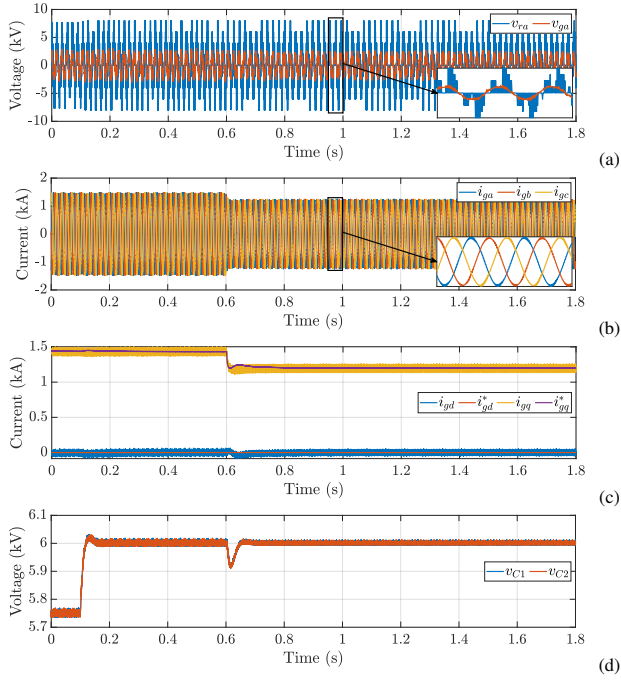 10
5
0
-5
-10
Voltage (kV)
v_ra v_ga
0 0.2 0.4 0.6 0.8 1 1.2 1.4 1.6 1.8
Time (s)
(a)
2
1
0
-1
-2
Current (kA)
i_ga i_gb i_gc
0 0.2 0.4 0.6 0.8 1 1.2 1.4 1.6 1.8
Time (s)
(b)
1.5
1
0.5
0
Current (kA)
i_gd i*_gd i_gq i*_gq
0 0.2 0.4 0.6 0.8 1 1.2 1.4 1.6 1.8
Time (s)
(c)
6.1
6
5.9
5.8
5.7
Voltage (kV)
v_C1 v_C2
0 0.2 0.4 0.6 0.8 1 1.2 1.4 1.6 1.8
Time (s)
(d)